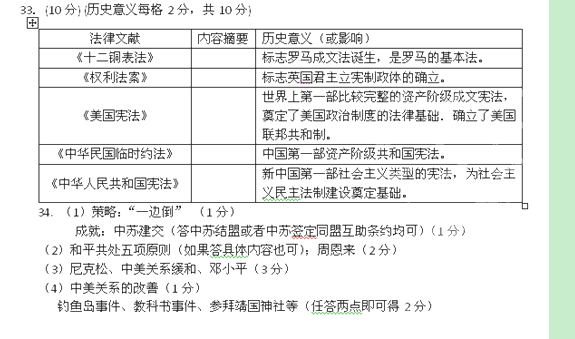 33.（10 分）(历史意义每格 2 分，共 10 分）
法律文献 内容摘要 历史意义（或影响）
《十二铜表法》 标志罗马成文法诞生，是罗马的基本法。
《权利法案》 标志英国君主立宪制政体的确立。
《美国宪法》 世界上第一部比较完整的资产阶级成文宪法，
奠定了美国政治制度的法律基础．确立了美国
联邦共和制。
《中华民国临时约法》 中国第一部资产阶级共和国宪法。
《中华人民共和国宪法》 新中国第一部社会主义类型的宪法，为社会主
义民主法制建设奠定基础。
34.（1）策略：“一边倒”（1分）
成就：中苏建交（答中苏结盟或者中苏签定同盟互助条约均可）（1分）
（2）和平共处五项原则（如果答具体内容也可）；周恩来（2分）
（3）尼克松、中美关系缓和、邓小平（3分）
（4）中美关系的改善（1分）
钓鱼岛事件、教科书事件、参拜靖国神社等（任答两点即可得 2 分）